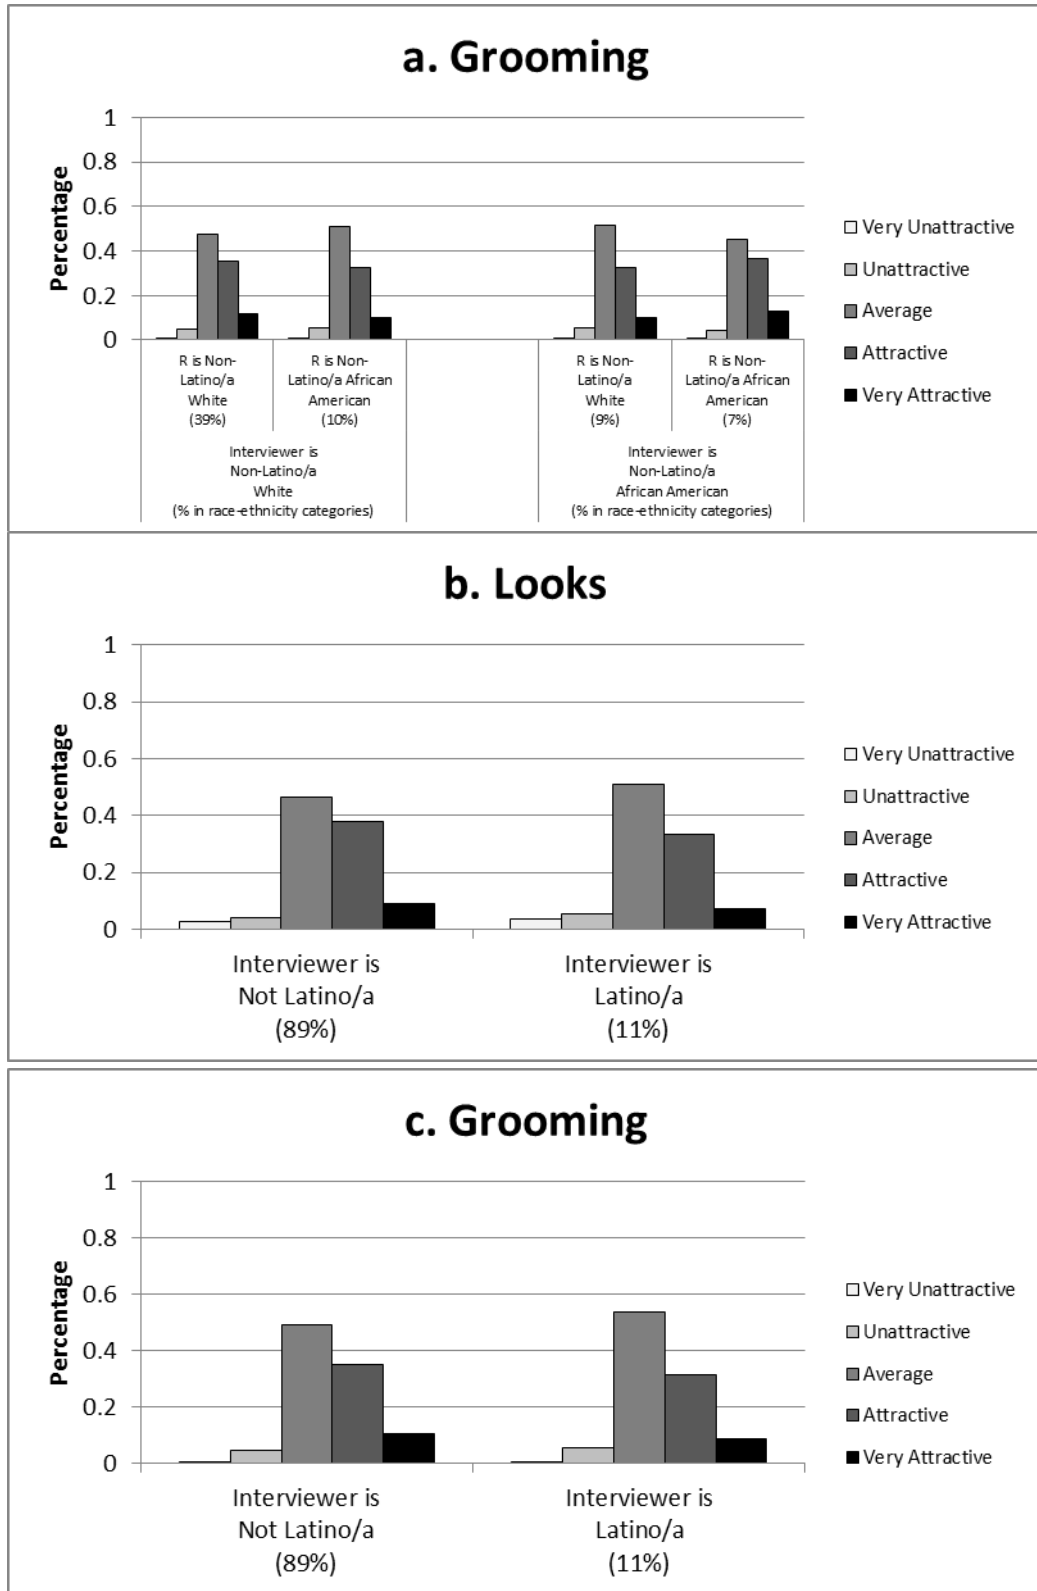 a. Grooming
Percentage
1
0.8
0.6
0.4
0.2
0
R is Non-
Latino/a
White
(39%)
R is Non-
Latino/a African
American
(10%)
R is Non-
Latino/a
White
(9%)
R is Non-
Latino/a African
American
(7%)
Interviewer is
Non-Latino/a
White
(% in race-ethnicity categories)
Interviewer is
Non-Latino/a
African American
(% in race-ethnicity categories)
Very Unattractive
Unattractive
Average
Attractive
Very Attractive
b. Looks
Percentage
1
0.8
0.6
0.4
0.2
0
Interviewer is
Not Latino/a
(89%)
Interviewer is
Latino/a
(11%)
Very Unattractive
Unattractive
Average
Attractive
Very Attractive
c. Grooming
Percentage
1
0.8
0.6
0.4
0.2
0
Interviewer is
Not Latino/a
(89%)
Interviewer is
Latino/a
(11%)
Very Unattractive
Unattractive
Average
Attractive
Very Attractive